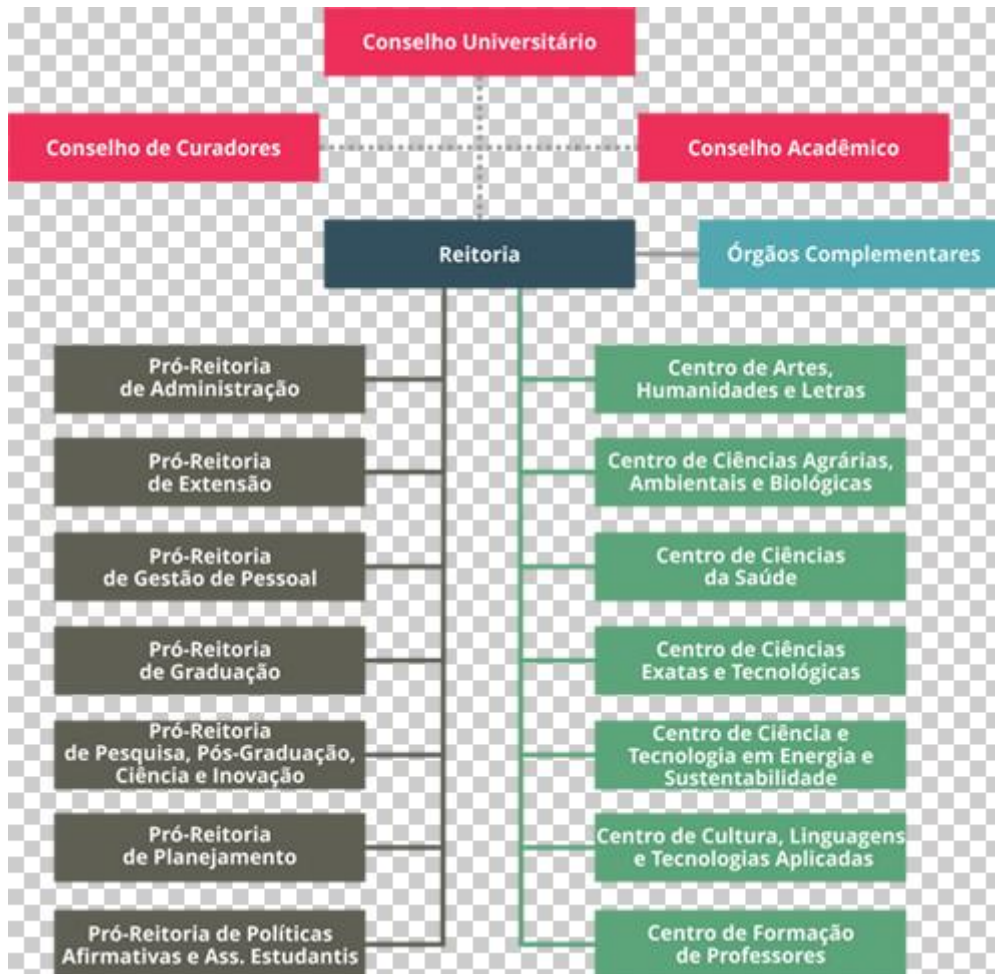 Conselho Universitário
Conselho de Curadores
Conselho Acadêmico
Reitoria
Órgãos Complementares
Pró-Reitoria
de Administração
Pró-Reitoria
de Extensão
Pró-Reitoria
de Gestão de Pessoal
Pró-Reitoria
de Graduação
Pró-Reitoria
de Pesquisa, Pós-Graduação,
Ciência e Inovação
Pró-Reitoria
de Planejamento
Pró-Reitoria de Políticas
Afirmativas e Ass. Estudantis
Centro de Artes,
Humanidades e Letras
Centro de Ciências Agrárias,
Ambientais e Biológicas
Centro de Ciências
da Saúde
Centro de Ciências
Exatas e Tecnológicas
Centro de Ciência e
Tecnologia em Energia e
Sustentabilidade
Centro de Cultura, Linguagens
e Tecnologias Aplicadas
Centro de Formação
de Professores